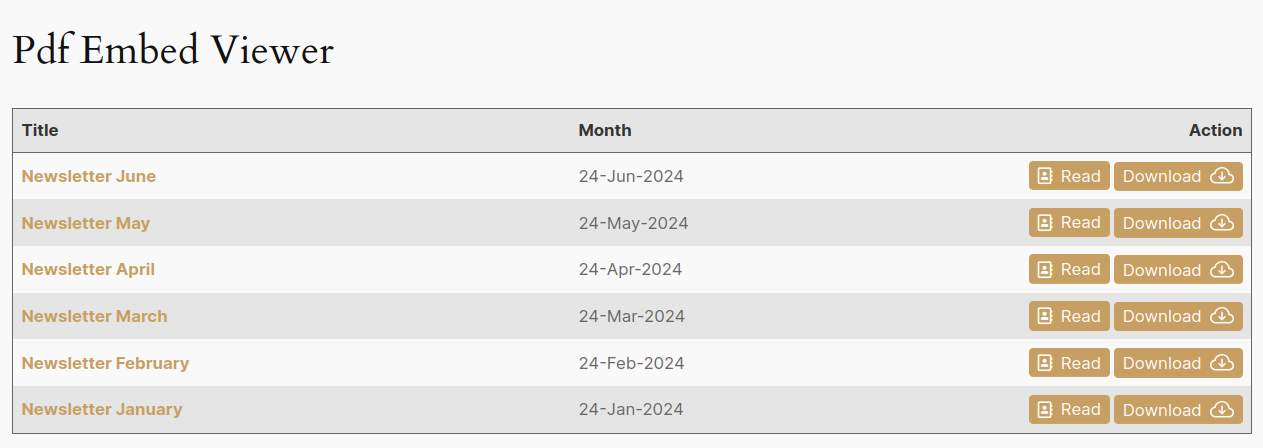 Pdf Embed Viewer
Title Month Action
Newsletter June 24-Jun-2024 Read Download
Newsletter May 24-May-2024 Read Download
Newsletter April 24-Apr-2024 Read Download
Newsletter March 24-Mar-2024 Read Download
Newsletter February 24-Feb-2024 Read Download
Newsletter January 24-Jan-2024 Read Download